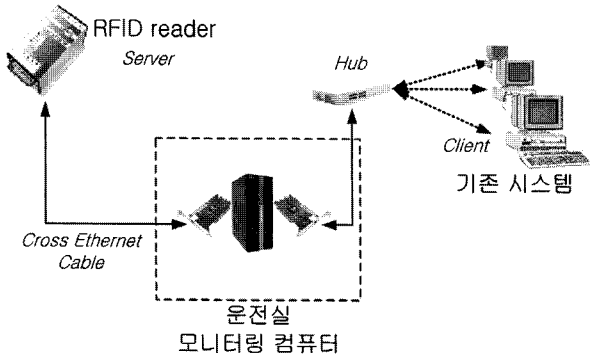 RFID reader
Server
Hub
Client
기존 시스템
Cross Ethernet
Cable
운전실
모니터링 컴퓨터